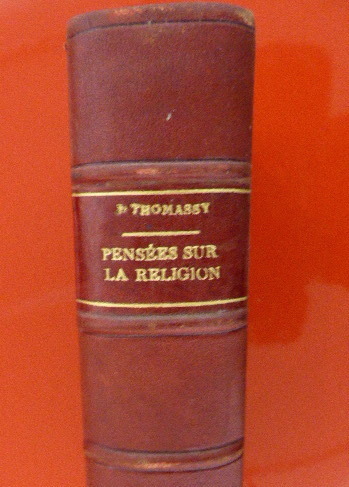 THOMASSY
PENSÉES SUR
LA RELIGION